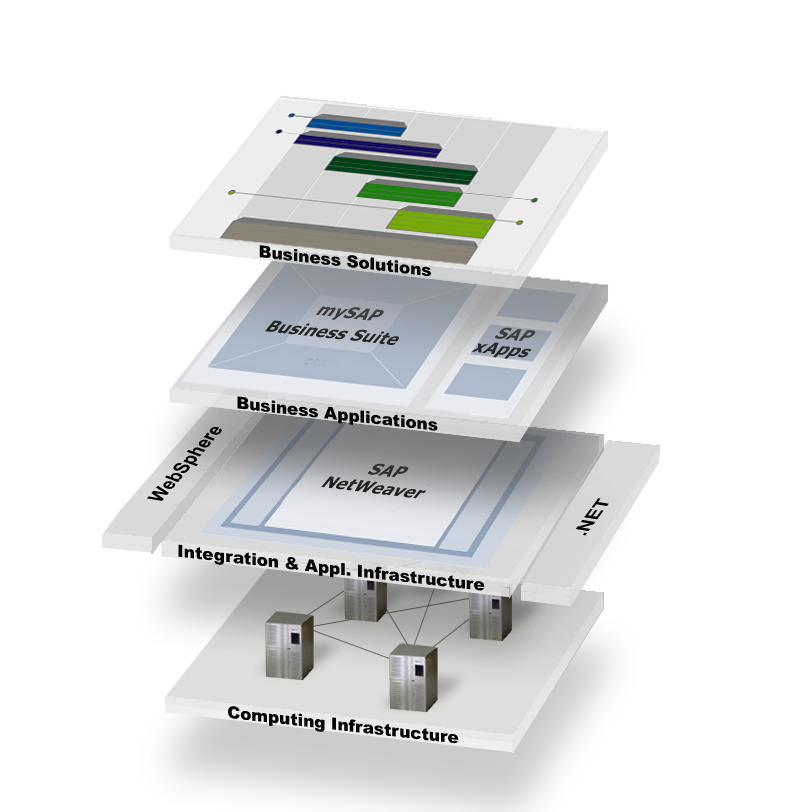 Business Solutions
mySAP
Business Suite
SAP
xApps
Business Applications
WebSphere
SAP
NetWeaver
.NET
Integration & Appl. Infrastructure
Computing Infrastructure